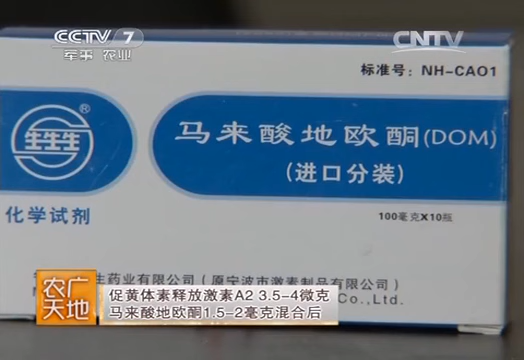 CCTV 7
军事 农业
CNTV
标准号：NH-CAO1
生生生®
马来酸地欧酮(DOM)
(进口分装)
化学试剂
100毫克X10瓶
生药业有限公司（原宁波市激素制品有限公司）
Co.,Ltd.
农广天地
促黄体素释放激素A2 3.5-4微克
马来酸地欧酮1.5-2毫克混合后